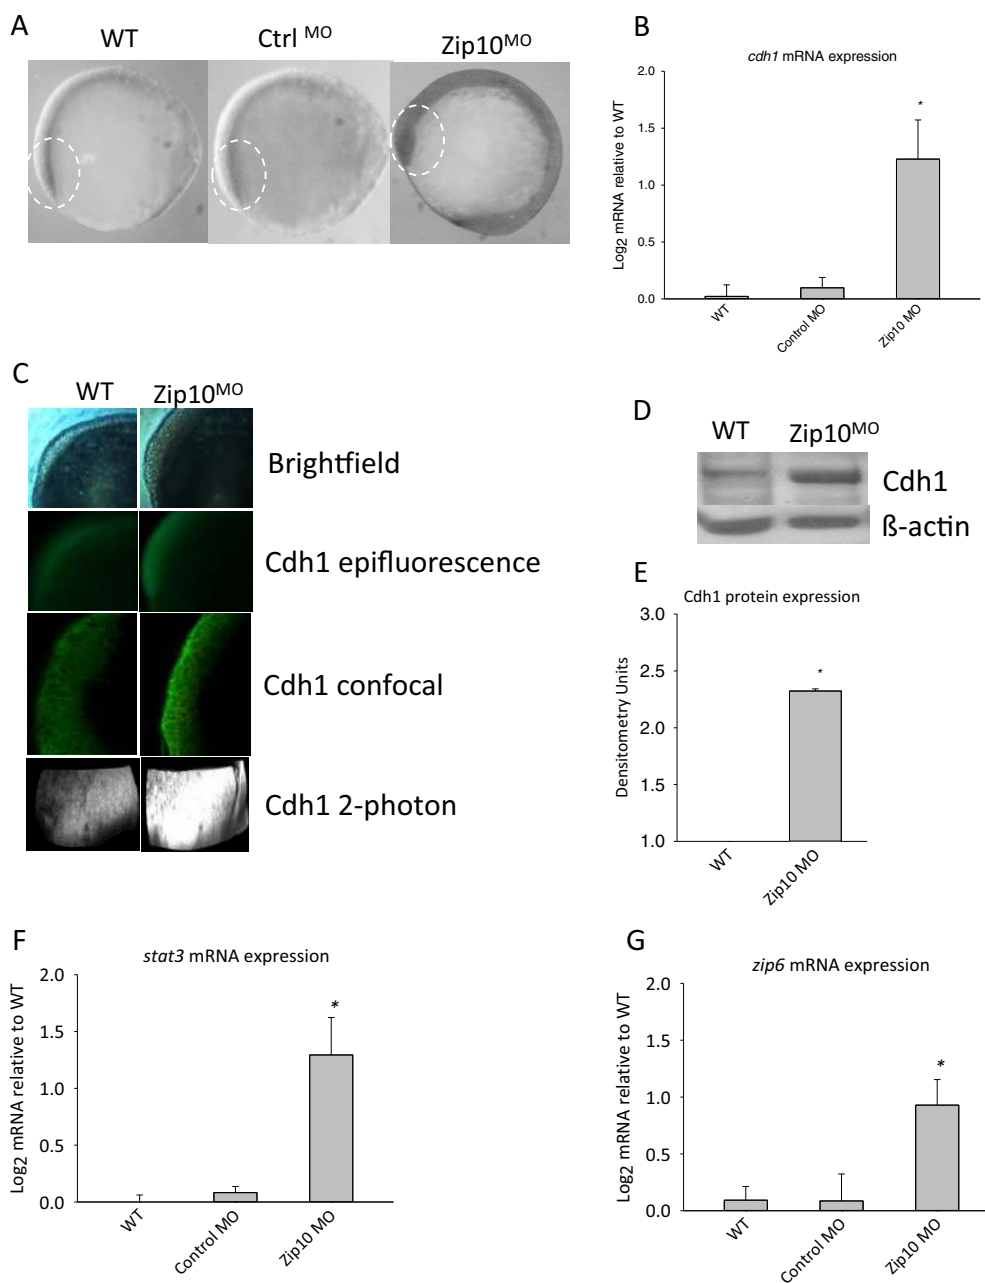 A
WT
Ctrl MO
Zip10MO
B
cdh1 mRNA expression
Log2 mRNA relative to WT
2.0
1.5
1.0
0.5
0.0
*
WT
Control MO
Zip10 MO
C
WT
Zip10MO
Brightfield
Cdh1 epifluorescence
Cdh1 confocal
Cdh1 2-photon
D
WT
Zip10MO
Cdh1
ß-actin
E
Cdh1 protein expression
Densitometry Units
3.0
2.5
2.0
1.5
1.0
*
WT
Zip10 MO
F
stat3 mRNA expression
Log2 mRNA relative to WT
2.0
1.5
1.0
0.5
0.0
*
WT
Control MO
Zip10 MO
G
zip6 mRNA expression
Log2 mRNA relative to WT
2.0
1.5
1.0
0.5
0.0
*
WT
Control MO
Zip10 MO